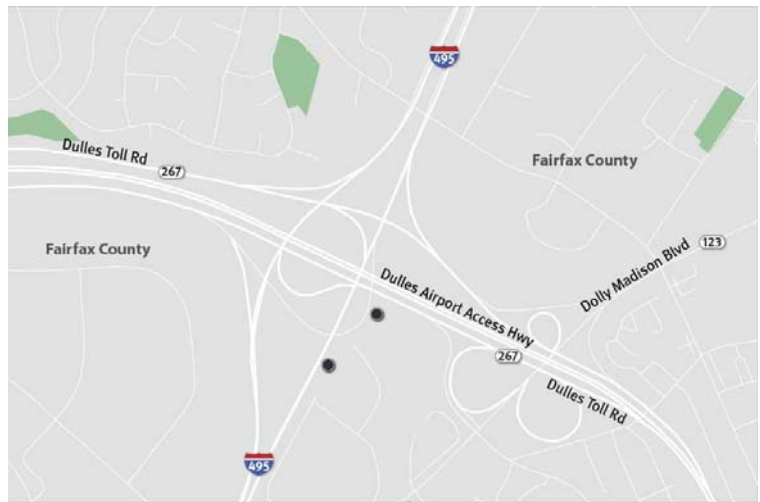 495
Dulles Toll Rd
267
Fairfax County
123
Fairfax County
Dolly Madison Blvd
Dulles Airport Access Hwy
267
Dulles Toll Rd
495